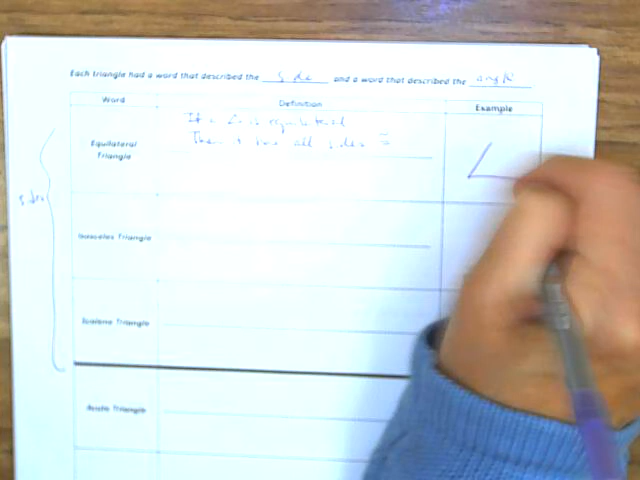 Each triangle had a word that described the side and a word that described the angle
Word Definition Example
Equilateral Triangle
If a △ is equilateral
Then it has all sides ≅
sides
Isosceles Triangle
Scalene Triangle
Acute Triangle